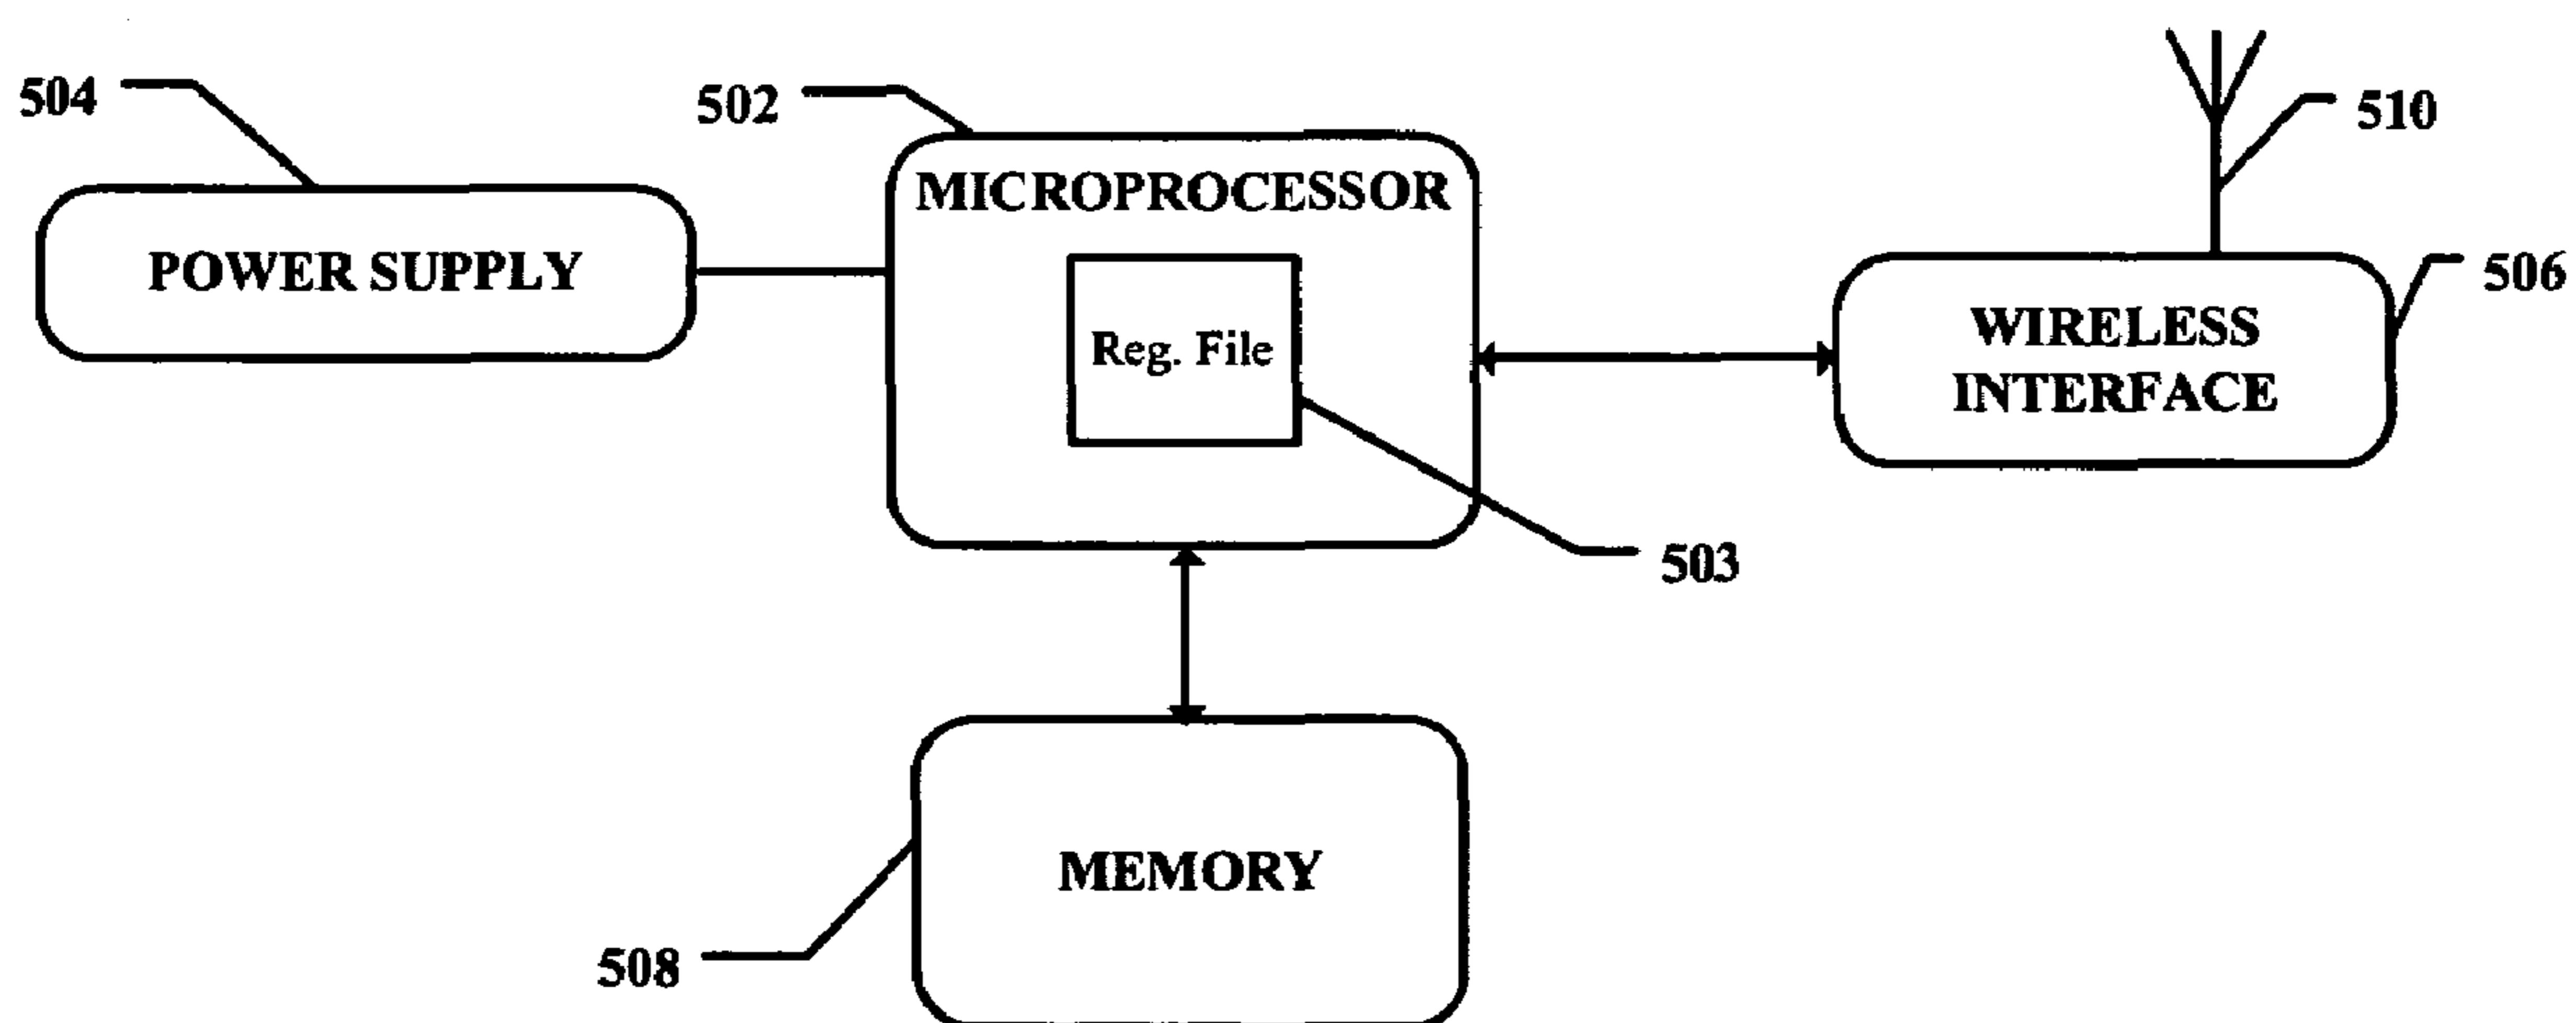 504
502
510
MICROPROCESSOR
POWER SUPPLY
506
WIRELESS
INTERFACE
Reg. File
503
MEMORY
508